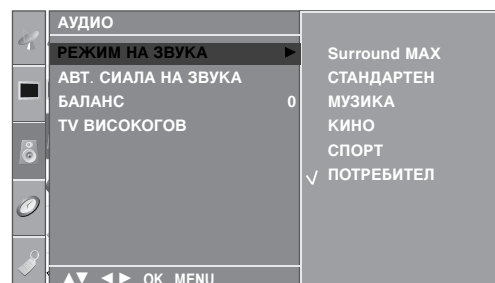 АУДИО
РЕЖИМ НА ЗВУКА ►
АВТ. СИАЛА НА ЗВУКА
БАЛАНС 0
TV ВИСОКОГОВ
▲▼ ◄► OK MENU
Surround MAX
СТАНДАРТЕН
МУЗИКА
КИНО
СПОРТ
√ ПОТРЕБИТЕЛ